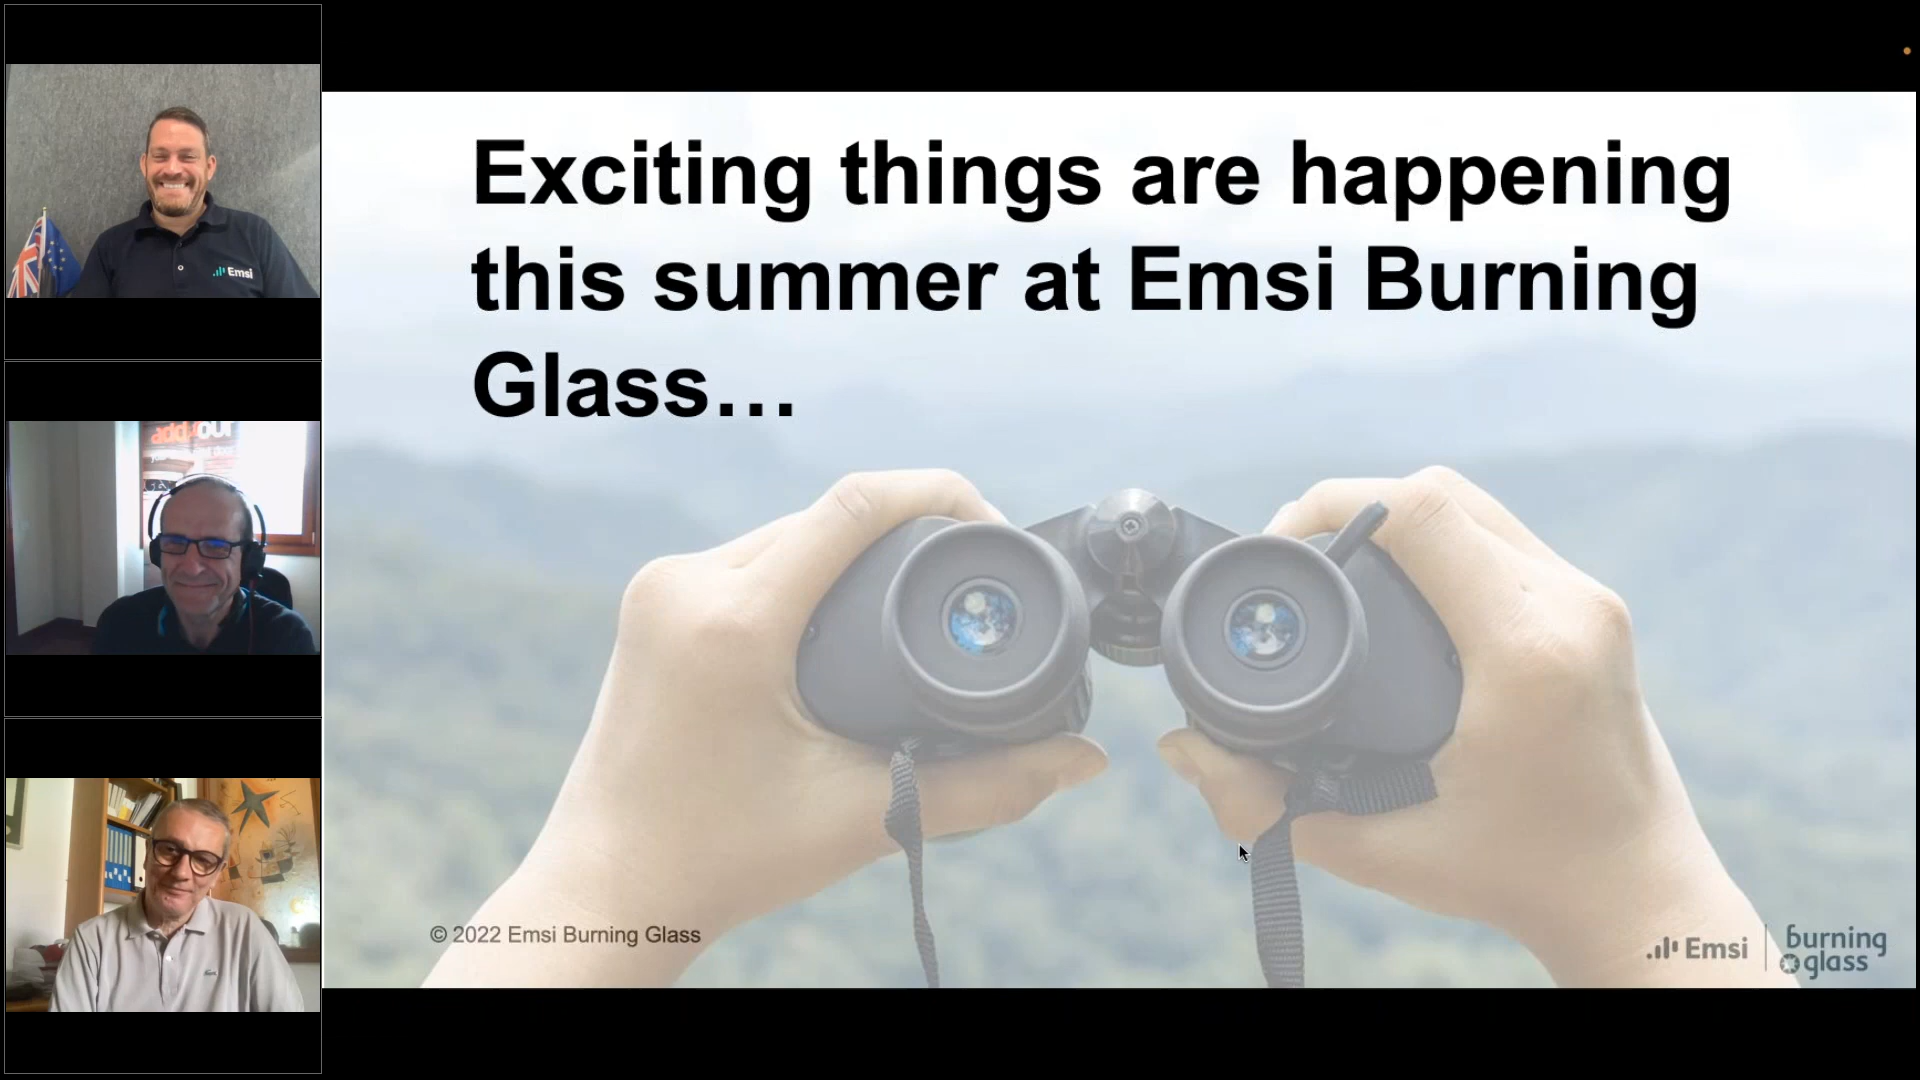 Exciting things are happening
this summer at Emsi Burning
Glass…
© 2022 Emsi Burning Glass
Emsi
burning
glass
Emsi